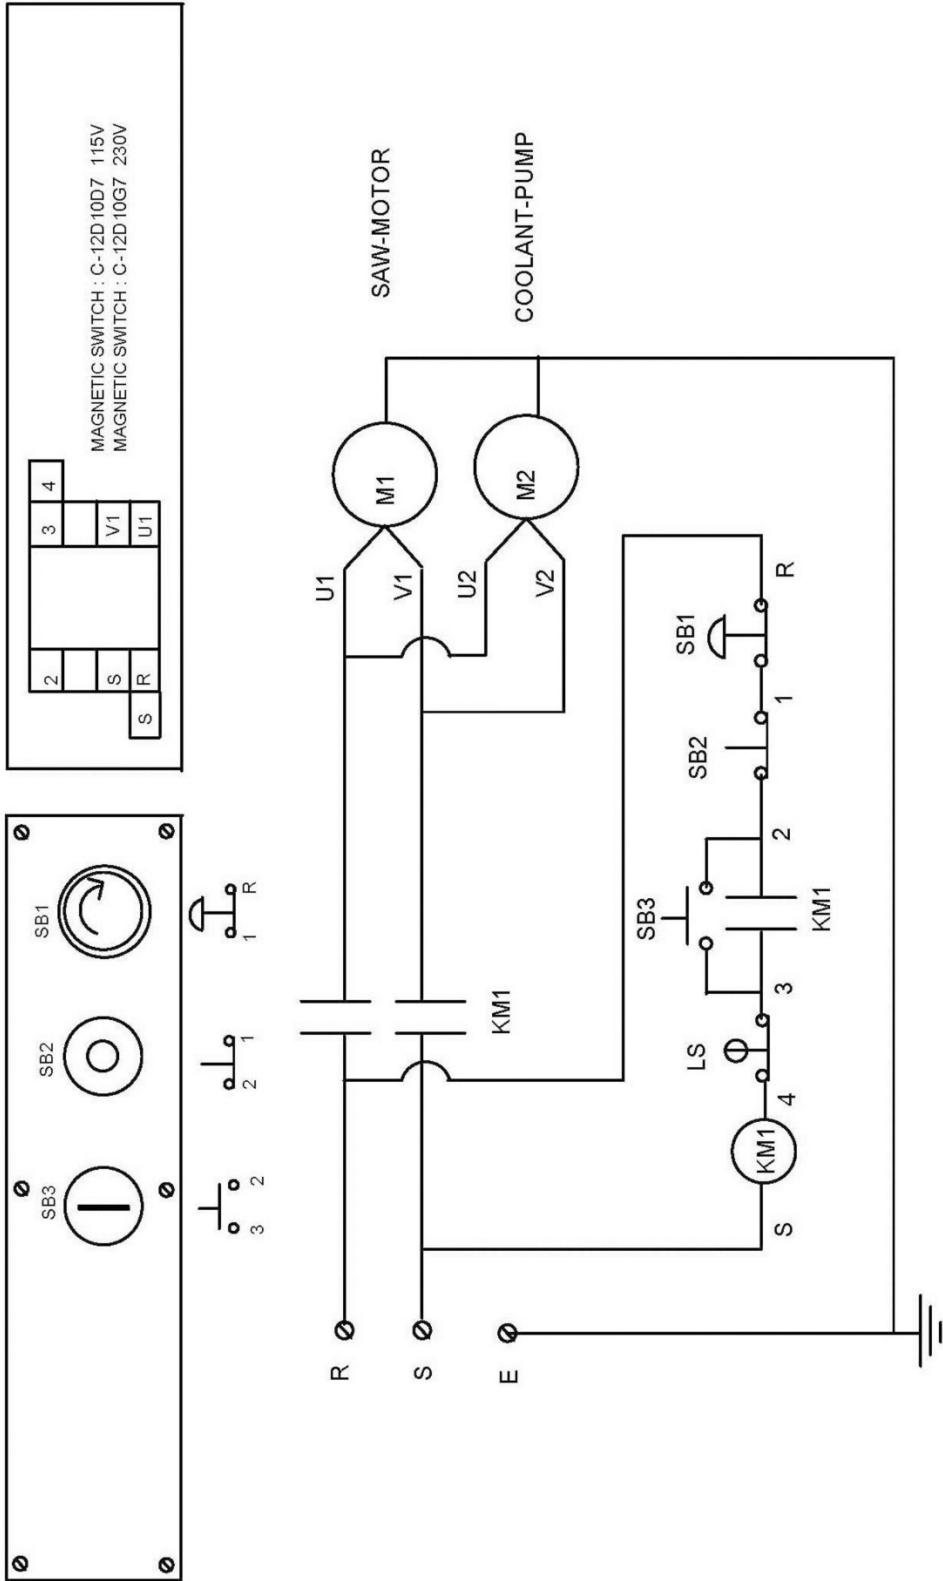 SB3
3 2
SB2
2 1
SB1
1 R
2
3 4
S V1
S R U1
MAGNETIC SWITCH : C-12D10D7 115V
MAGNETIC SWITCH : C-12D10G7 230V
R
U1
M1
SAW-MOTOR
S
V1
KM1
U2
M2
COOLANT-PUMP
V2
E
SB3
SB2
SB1
LS
KM1
S
4
3
KM1
2
1
R